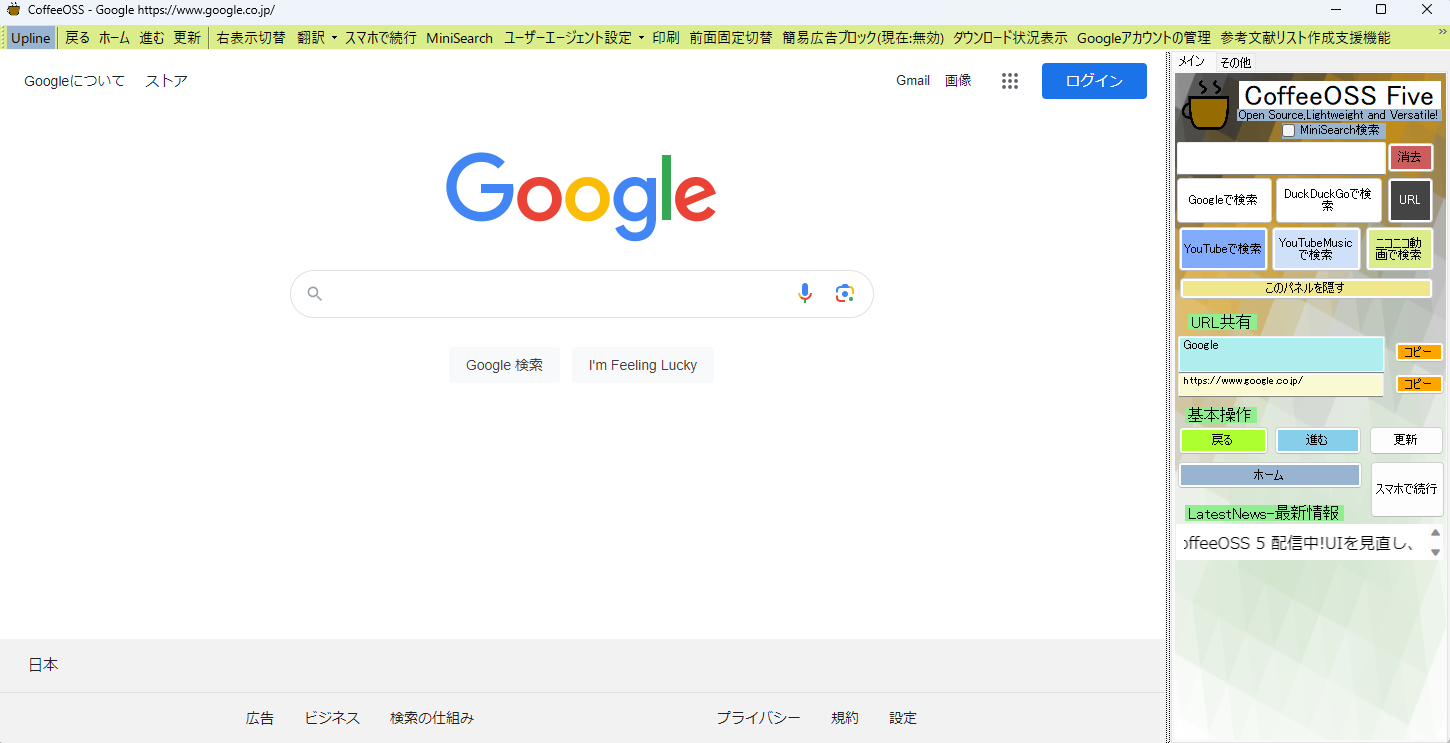 CoffeeOSS - Google https://www.google.co.jp/
Upline 戻る ホーム 進む 更新 右表示切替 翻訳 スマホで続行 MiniSearch ユーザーエージェント設定 印刷 前面固定切替 簡易広告ブロック(現在:無効) ダウンロード状況表示 Googleアカウントの管理 参考文献リスト作成支援機能
Googleについて ストア
Gmail 画像 ログイン
Google
Google 検索 I'm Feeling Lucky
日本
広告 ビジネス 検索の仕組み プライバシー 規約 設定
メイン その他
CoffeeOSS Five
Open Source,Lightweight and Versatile!
MiniSearch検索
消去
Googleで検索 DuckDuckGoで検索 URL
YouTubeで検索 YouTubeMusicで検索 ニコニコ動画で検索
このパネルを隠す
URL共有
Google コピー
https://www.google.co.jp/ コピー
基本操作
戻る 進む 更新
ホーム スマホで続行
LatestNews-最新情報
offeeOSS 5 配信中!UIを見直し、